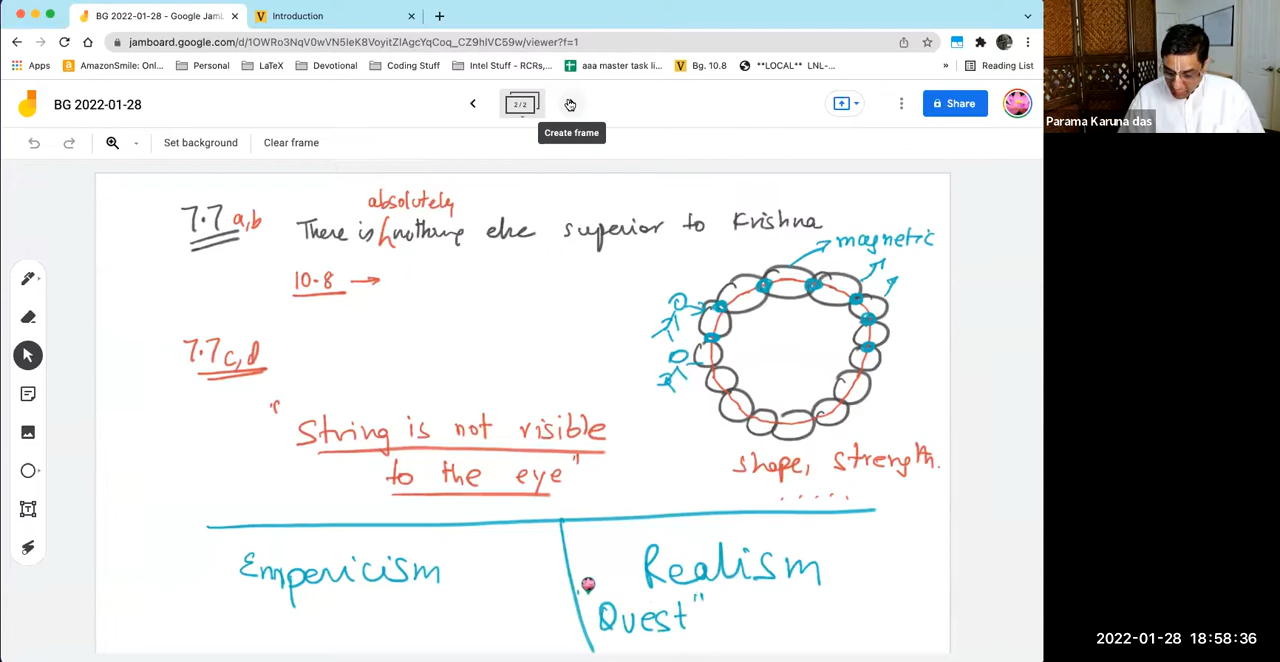 BG 2022-01-28 - Google Jaml
Introduction
jamboard.google.com/d/1OWRo3NqV0wVN5leK8VoyitZlAgcYqCoq_CZ9hlVC59w/viewer?f=1
Apps
AmazonSmile: Onl...
Personal
LaTeX
Devotional
Coding Stuff
Intel Stuff - RCRs,...
aaa master task li...
Bg. 10.8
**LOCAL** LNL-...
»
Reading List
BG 2022-01-28
2/2
Share
Create frame
Set background
Clear frame
Parama Karuna das
absolutely
7.7 a,b There is nothing else superior to Krishna
magnetic
10.8 →
7.7 c,d
"String is not visible
to the eye"
shape, strength.
......
Empericism
Realism
"Quest"
2022-01-28 18:58:36